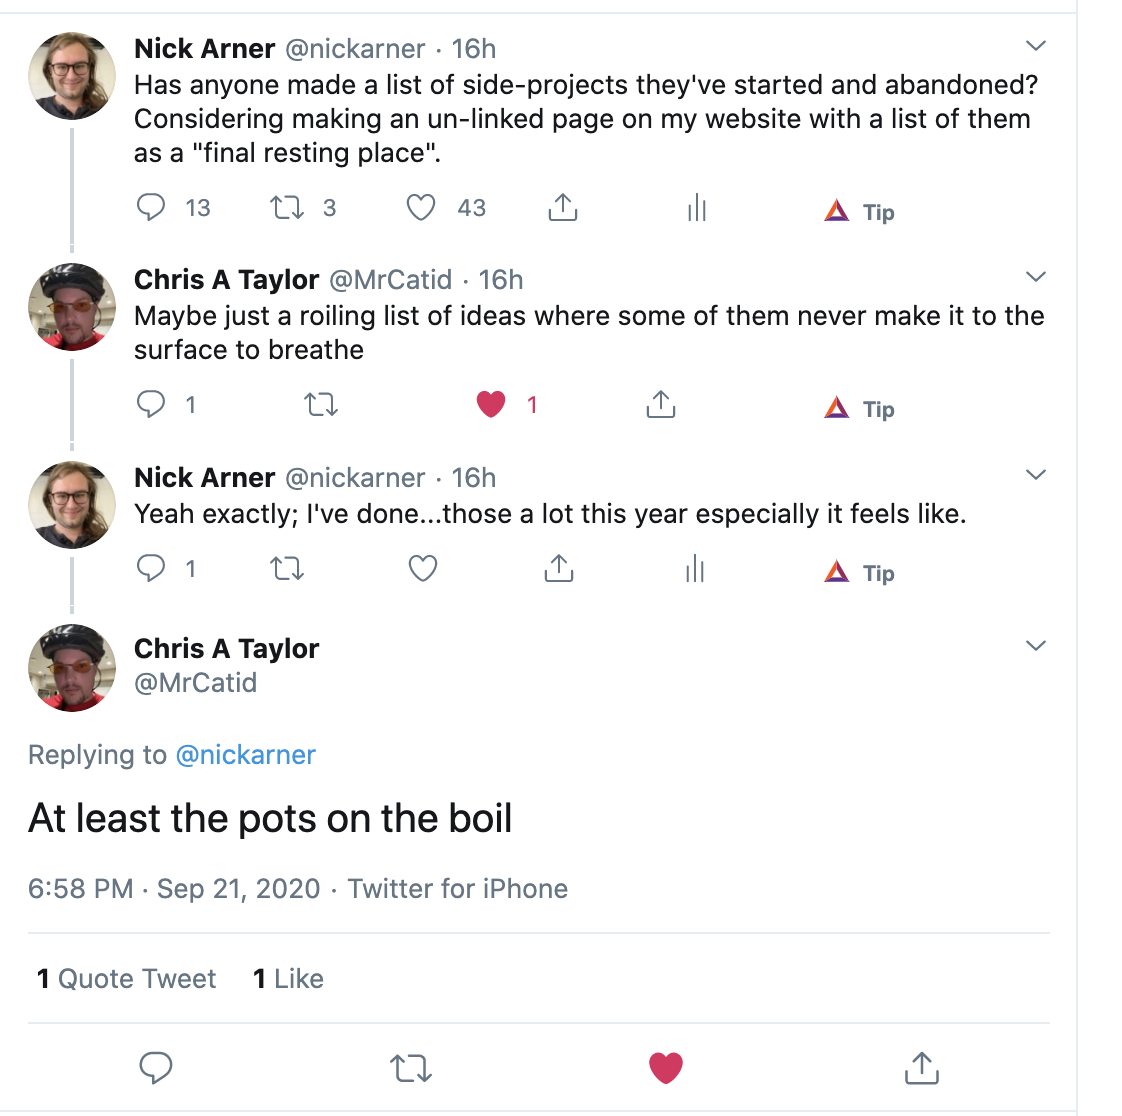 Nick Arner @nickarner · 16h
Has anyone made a list of side-projects they've started and abandoned?
Considering making an un-linked page on my website with a list of them
as a "final resting place".
13 3 43 Tip
Chris A Taylor @MrCatid · 16h
Maybe just a roiling list of ideas where some of them never make it to the
surface to breathe
1 1 Tip
Nick Arner @nickarner · 16h
Yeah exactly; I've done...those a lot this year especially it feels like.
1 Tip
Chris A Taylor
@MrCatid
Replying to @nickarner
At least the pots on the boil
6:58 PM · Sep 21, 2020 · Twitter for iPhone
1 Quote Tweet 1 Like